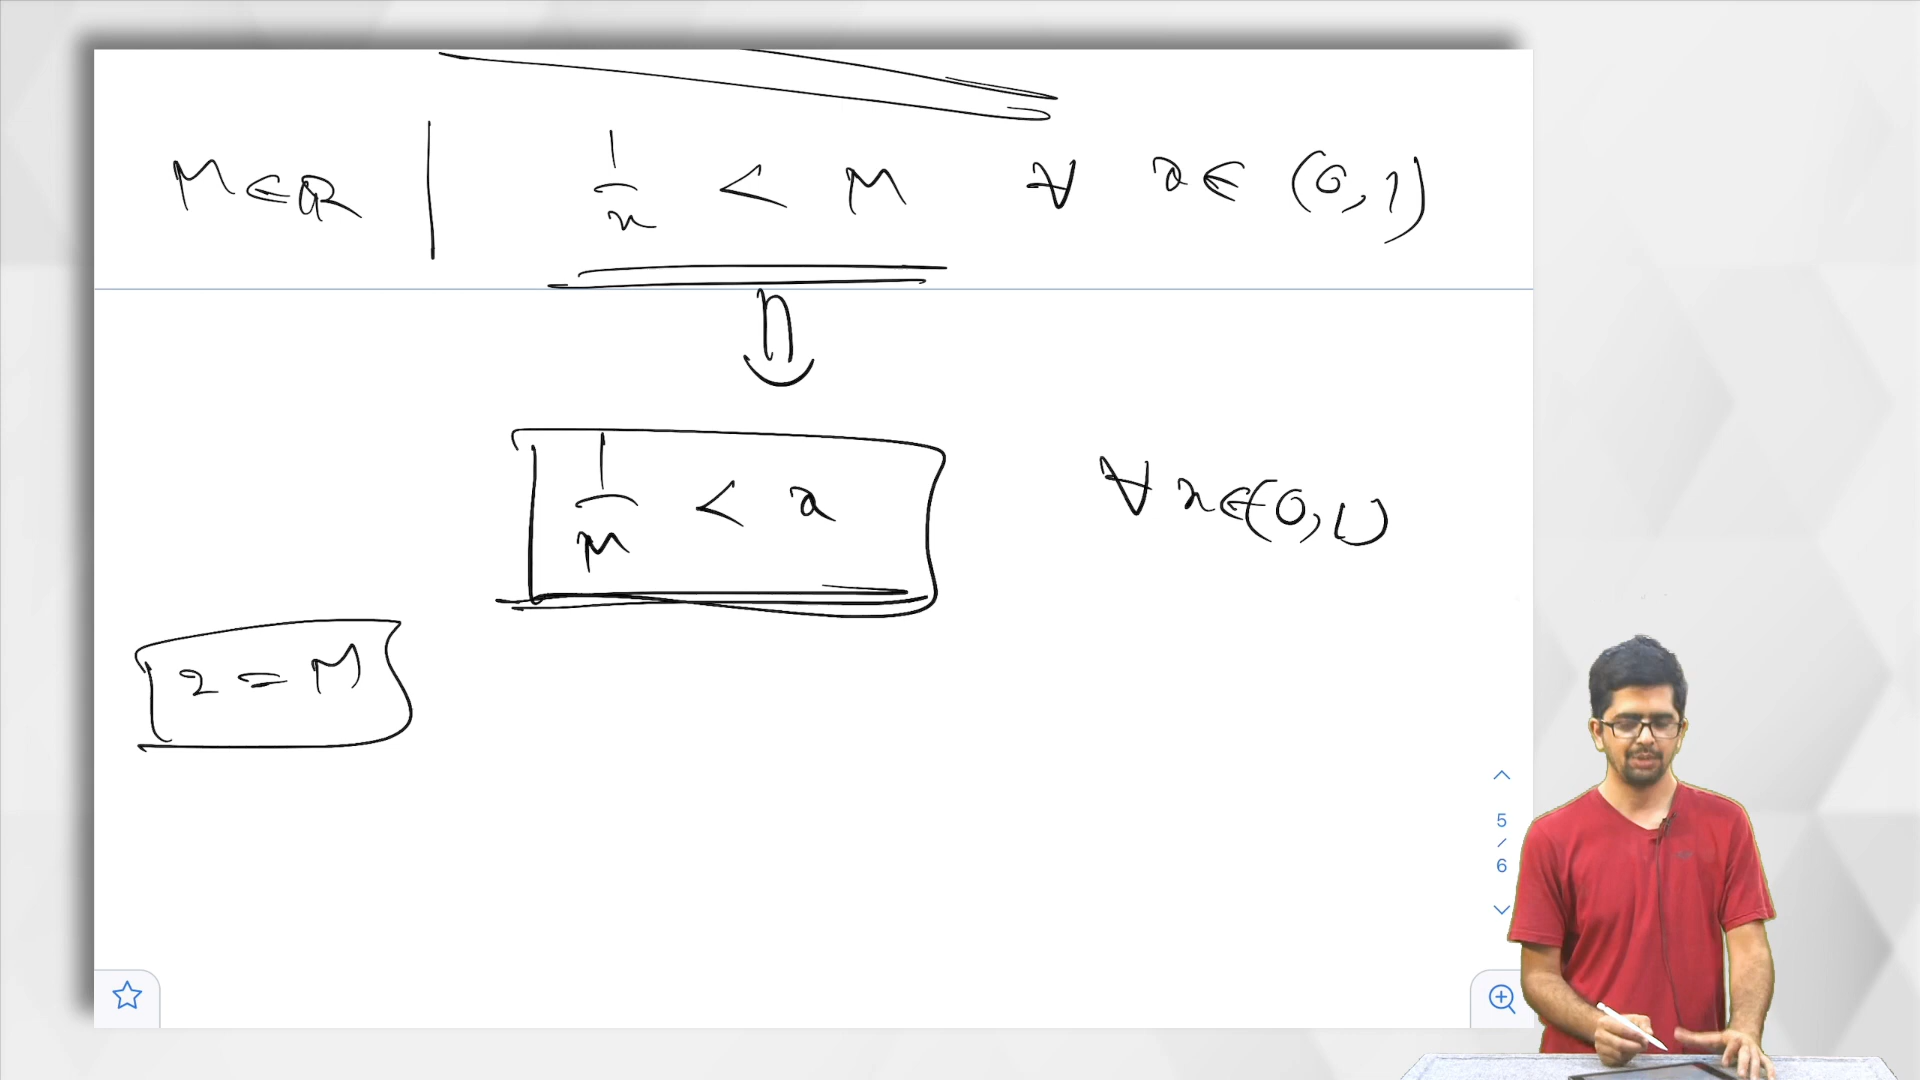 M ∈ ℝ | 1/x < M ∀ x ∈ (0,1)
⇓
1/M < x ∀ x ∈ (0,1)
2 = M
5
/
6